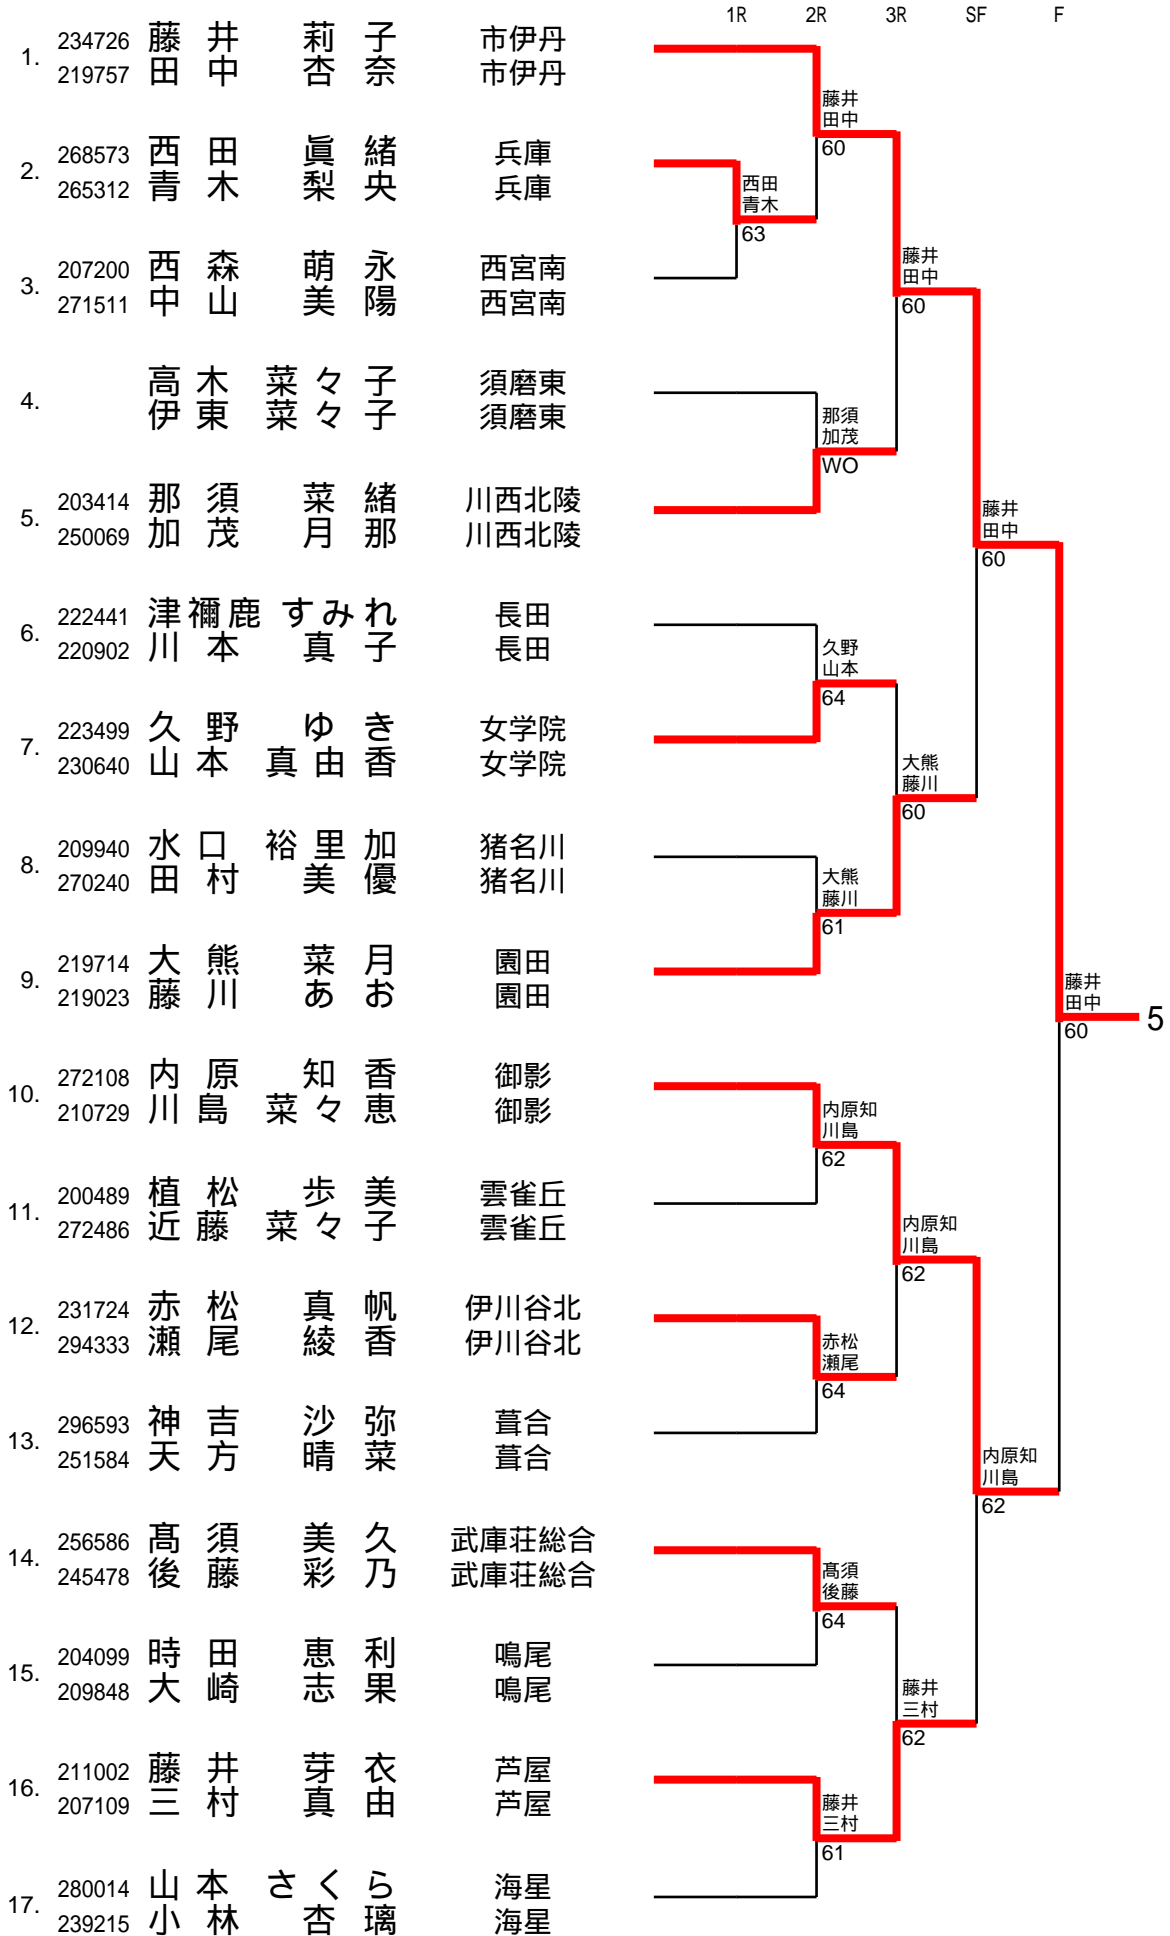 1R 2R 3R SF F
1. 234726 藤井 莉子 市伊丹
219757 田中 杏奈 市伊丹
藤井
田中
60
2. 268573 西田 眞緒 兵庫
265312 青木 梨央 兵庫
西田
青木
63
3. 207200 西森 萌永 西宮南
271511 中山 美陽 西宮南
藤井
田中
60
4. 高木 菜々子 須磨東
伊東 菜々子 須磨東
那須
加茂
WO
5. 203414 那須 菜緒 川西北陵
250069 加茂 月那 川西北陵
藤井
田中
60
6. 222441 津禰鹿 すみれ 長田
220902 川本 真子 長田
久野
山本
64
7. 223499 久野 ゆき 女学院
230640 山本 真由香 女学院
大熊
藤川
60
8. 209940 水口 裕里加 猪名川
270240 田村 美優 猪名川
大熊
藤川
61
9. 219714 大熊 菜月 園田
219023 藤川 あお 園田
藤井
田中
60
5
10. 272108 内原 知香 御影
210729 川島 菜々恵 御影
内原知
川島
62
11. 200489 植松 歩美 雲雀丘
272486 近藤 菜々子 雲雀丘
内原知
川島
62
12. 231724 赤松 真帆 伊川谷北
294333 瀬尾 綾香 伊川谷北
赤松
瀬尾
64
13. 296593 神吉 沙弥 葺合
251584 天方 晴菜 葺合
内原知
川島
62
14. 256586 髙須 美久 武庫荘総合
245478 後藤 彩乃 武庫荘総合
髙須
後藤
64
15. 204099 時田 恵利 鳴尾
209848 大崎 志果 鳴尾
藤井
三村
62
16. 211002 藤井 芽衣 芦屋
207109 三村 真由 芦屋
藤井
三村
61
17. 280014 山本 さくら 海星
239215 小林 杏璃 海星